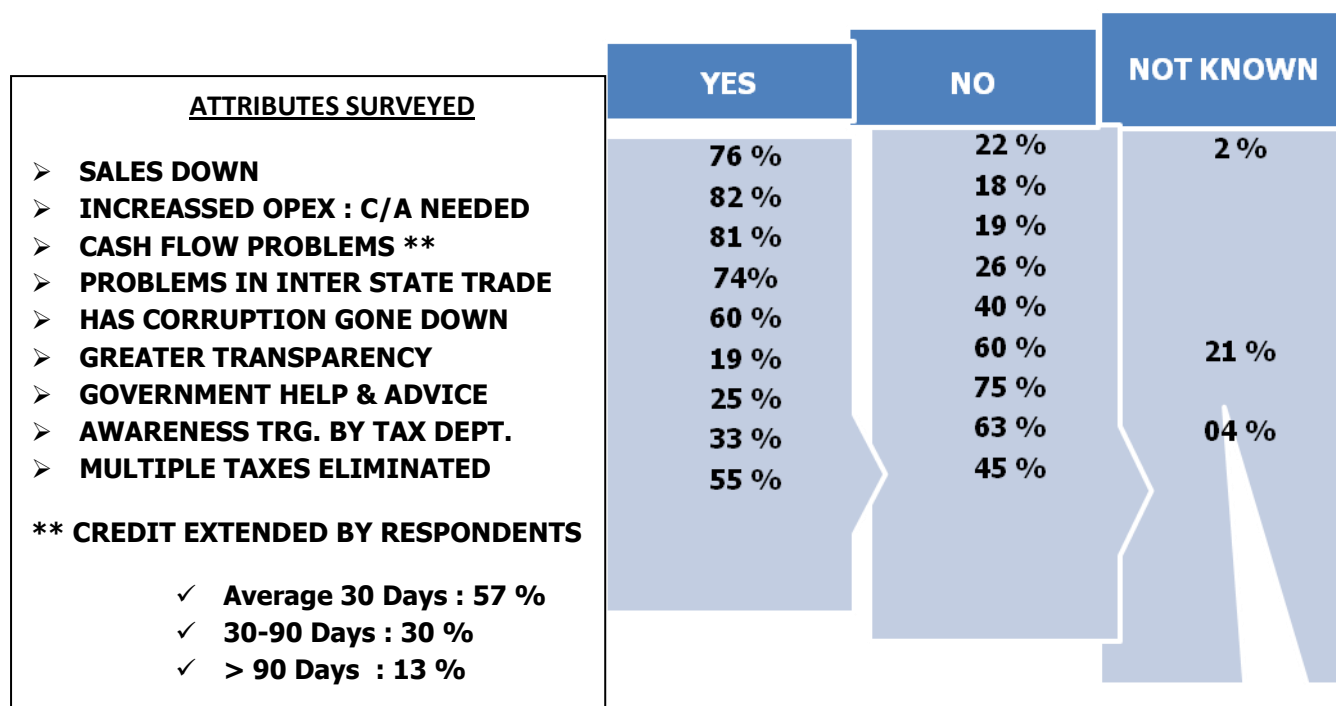 ATTRIBUTES SURVEYED
YES
NO
NOT KNOWN
➢ SALES DOWN
76 %
22 %
2 %
➢ INCREASSED OPEX : C/A NEEDED
82 %
18 %
➢ CASH FLOW PROBLEMS **
81 %
19 %
➢ PROBLEMS IN INTER STATE TRADE
74%
26 %
➢ HAS CORRUPTION GONE DOWN
60 %
40 %
➢ GREATER TRANSPARENCY
19 %
60 %
21 %
➢ GOVERNMENT HELP & ADVICE
25 %
75 %
➢ AWARENESS TRG. BY TAX DEPT.
33 %
63 %
04 %
➢ MULTIPLE TAXES ELIMINATED
55 %
45 %
** CREDIT EXTENDED BY RESPONDENTS
✓ Average 30 Days : 57 %
✓ 30-90 Days : 30 %
✓ > 90 Days : 13 %